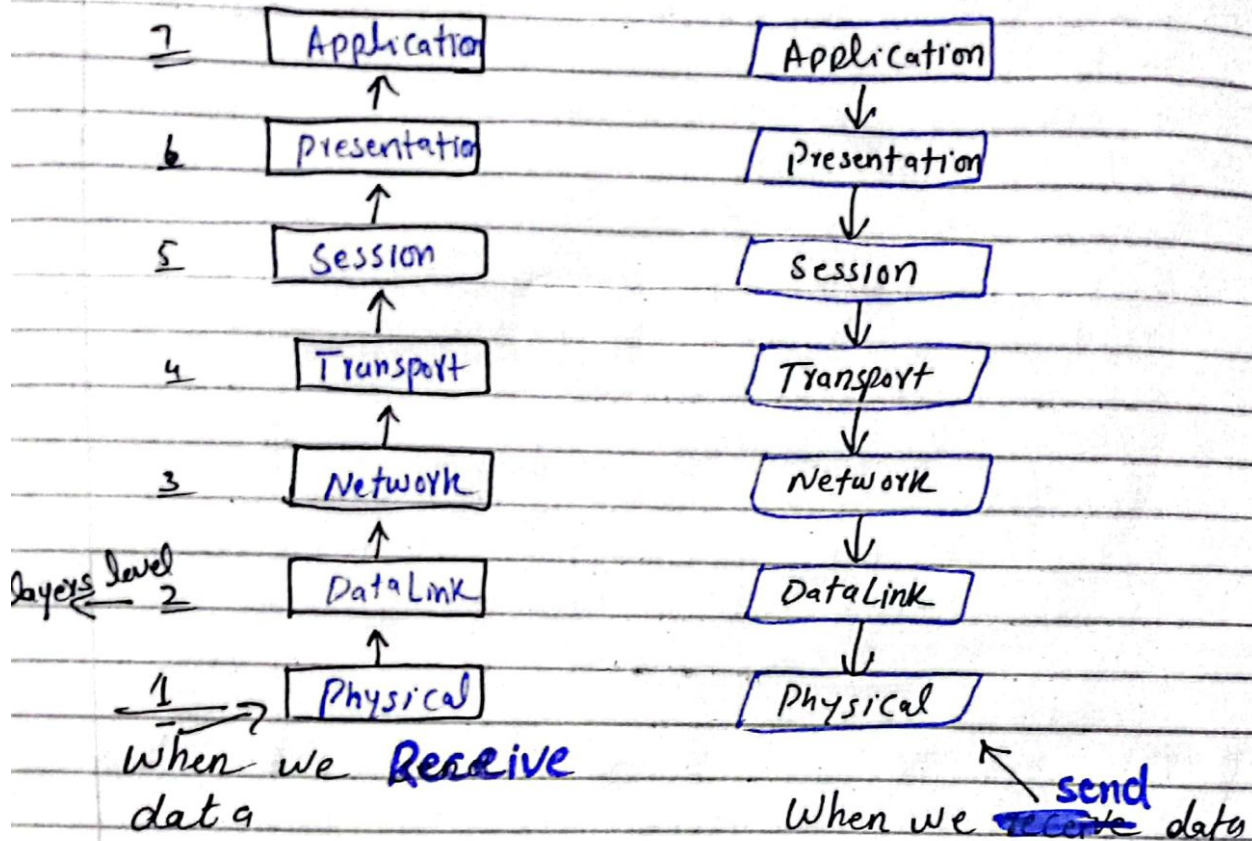 7 Application Application
6 Presentation Presentation
5 Session Session
4 Transport Transport
3 Network Network
layers level 2 DataLink DataLink
1 Physical Physical
When we Receive
data
send
When we receive data